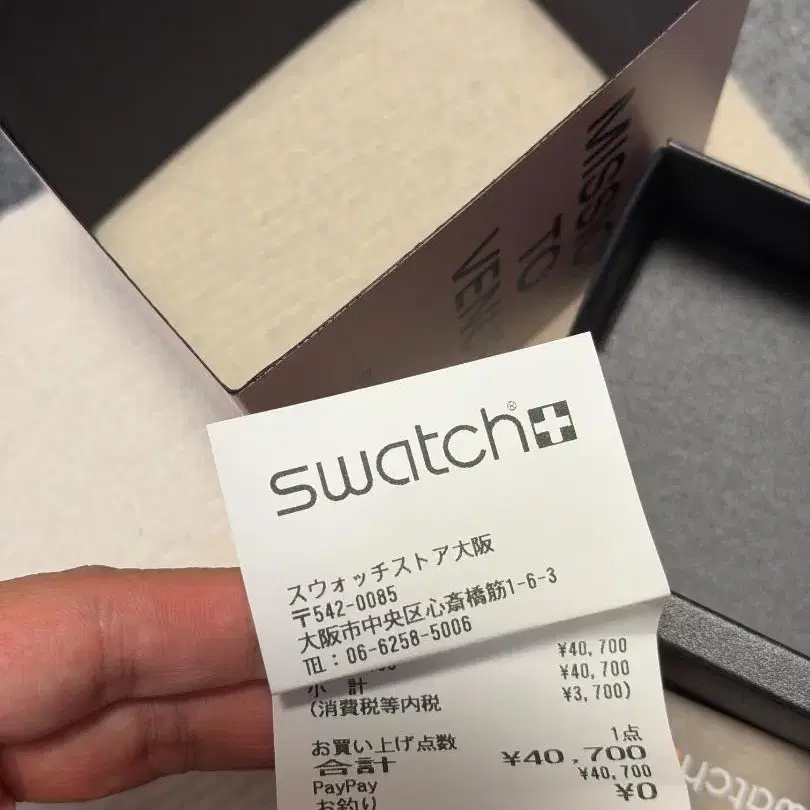 MISSIO
TO
VEN
swatch®
スウォッチストア大阪
〒542-0085
大阪市中央区心斎橋筋1-6-3
TEL：06-6258-5006
¥40,700
小 計 ¥40,700
(消費税等内税 ¥3,700)
お買い上げ点数 1点
合計 ¥40,700
PayPay ¥40,700
お釣り ¥0
swatch